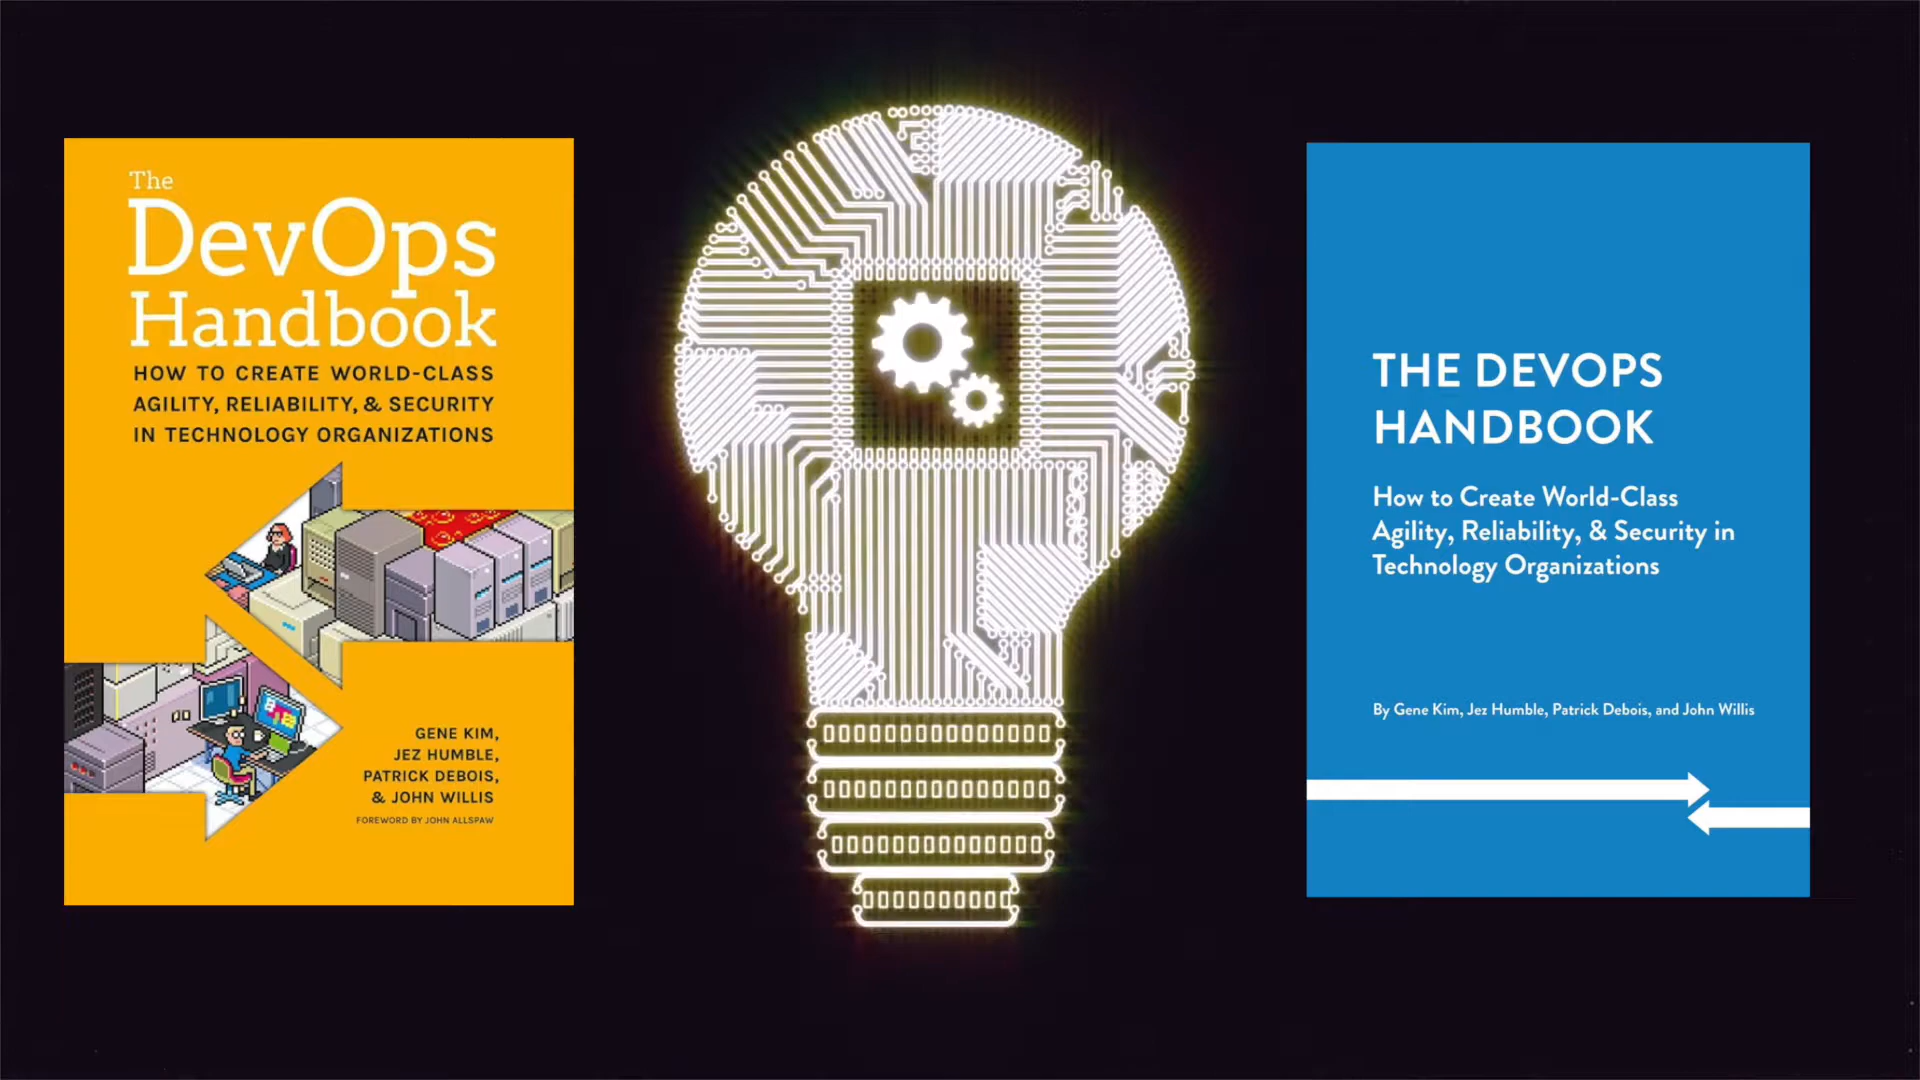 The
DevOps
Handbook
HOW TO CREATE WORLD-CLASS
AGILITY, RELIABILITY, & SECURITY
IN TECHNOLOGY ORGANIZATIONS
GENE KIM,
JEZ HUMBLE,
PATRICK DEBOIS,
& JOHN WILLIS
FOREWORD BY JOHN ALLSPAW
THE DEVOPS
HANDBOOK
How to Create World-Class
Agility, Reliability, & Security in
Technology Organizations
By Gene Kim, Jez Humble, Patrick Debois, and John Willis